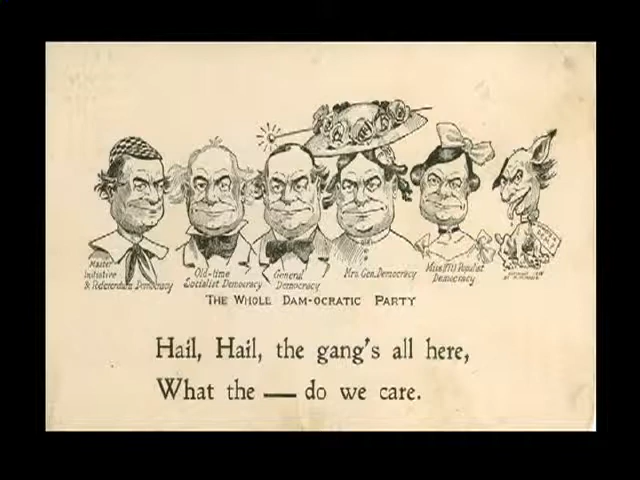 Master
Initiative
& Referendum Democracy
Old-time
Socialist Democracy
General
Democracy
Mrs. Gen. Democracy
Populist
Democracy
THE WHOLE DAM-OCRATIC PARTY
Hail, Hail, the gang's all here,
What the — do we care.